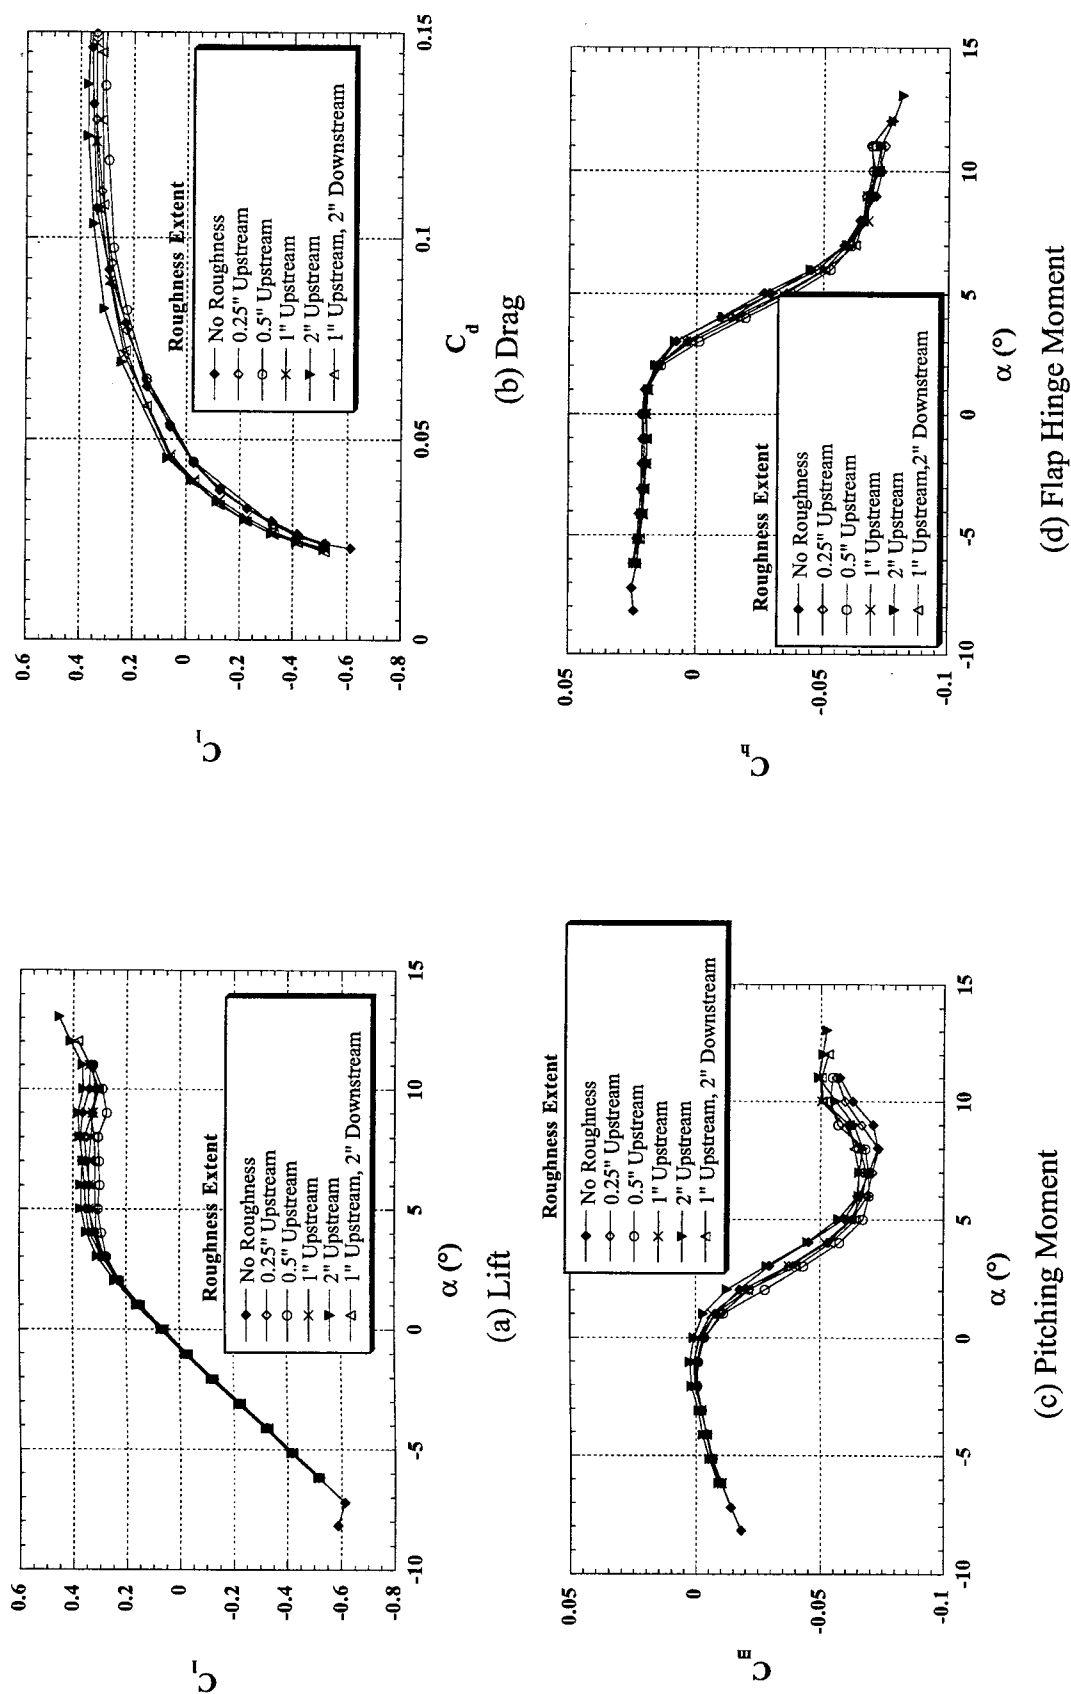 0.6
0.4
0.2
C_l
0
-0.2
-0.4
-0.6
-0.8
-10
-5
0
5
10
15
α (°)
Roughness Extent
No Roughness
0.25" Upstream
0.5" Upstream
1" Upstream
2" Upstream
1" Upstream, 2" Downstream
(a) Lift
0.6
0.4
0.2
C_l
0
-0.2
-0.4
-0.6
-0.8
0
0.05
0.1
0.15
C_d
Roughness Extent
No Roughness
0.25" Upstream
0.5" Upstream
1" Upstream
2" Upstream
1" Upstream, 2" Downstream
(b) Drag
0.05
0
C_m
-0.05
-0.1
-10
-5
0
5
10
15
α (°)
Roughness Extent
No Roughness
0.25" Upstream
0.5" Upstream
1" Upstream
2" Upstream
1" Upstream, 2" Downstream
(c) Pitching Moment
0.05
0
C_h
-0.05
-0.1
-10
-5
0
5
10
15
α (°)
Roughness Extent
No Roughness
0.25" Upstream
0.5" Upstream
1" Upstream
2" Upstream
1" Upstream,2" Downstream
(d) Flap Hinge Moment